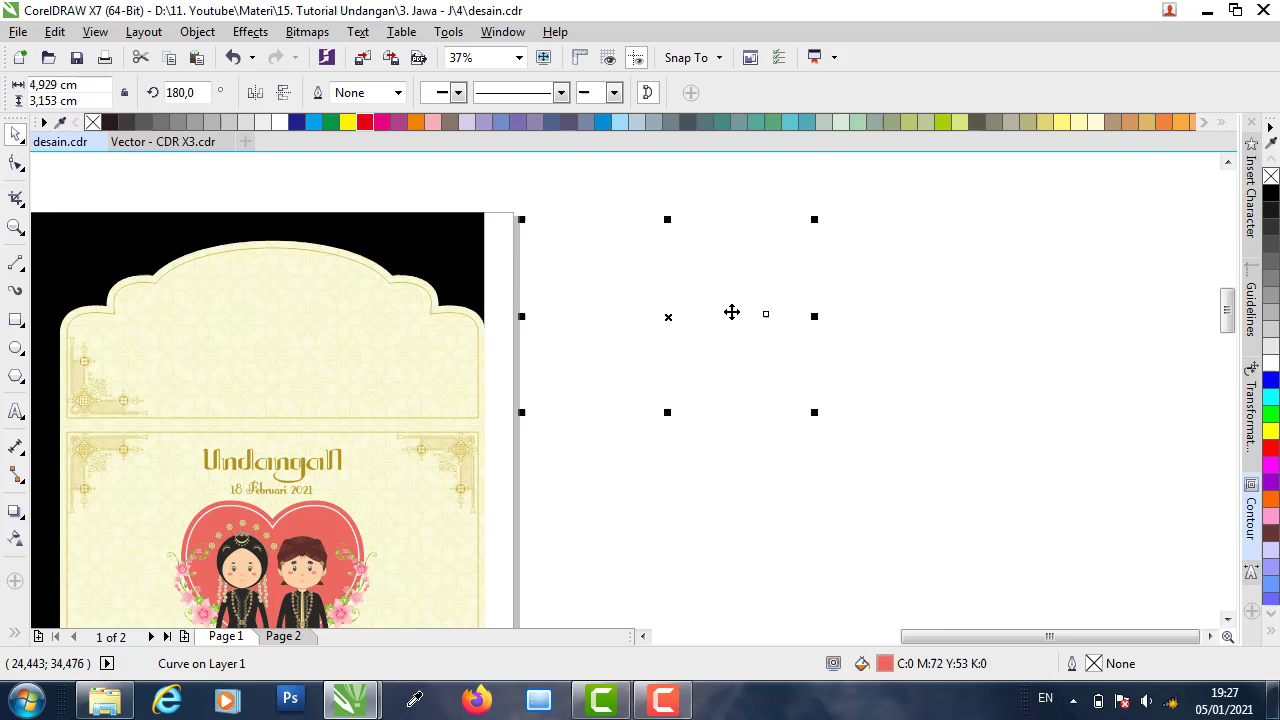 CorelDRAW X7 (64-Bit) - D:\11. Youtube\Materi\15. Tutorial Undangan\3. Jawa - J\4\desain.cdr
File Edit View Layout Object Effects Bitmaps Text Table Tools Window Help
37% Snap To
4,929 cm
3,153 cm
180,0 ° None
desain.cdr Vector - CDR X3.cdr
Insert Character
Guidelines
Transformat...
Contour
Undangan
18 Februari 2021
1 of 2 Page 1 Page 2
( 24,443; 34,476 ) Curve on Layer 1 C:0 M:72 Y:53 K:0 None
Ps EN 19:27
05/01/2021